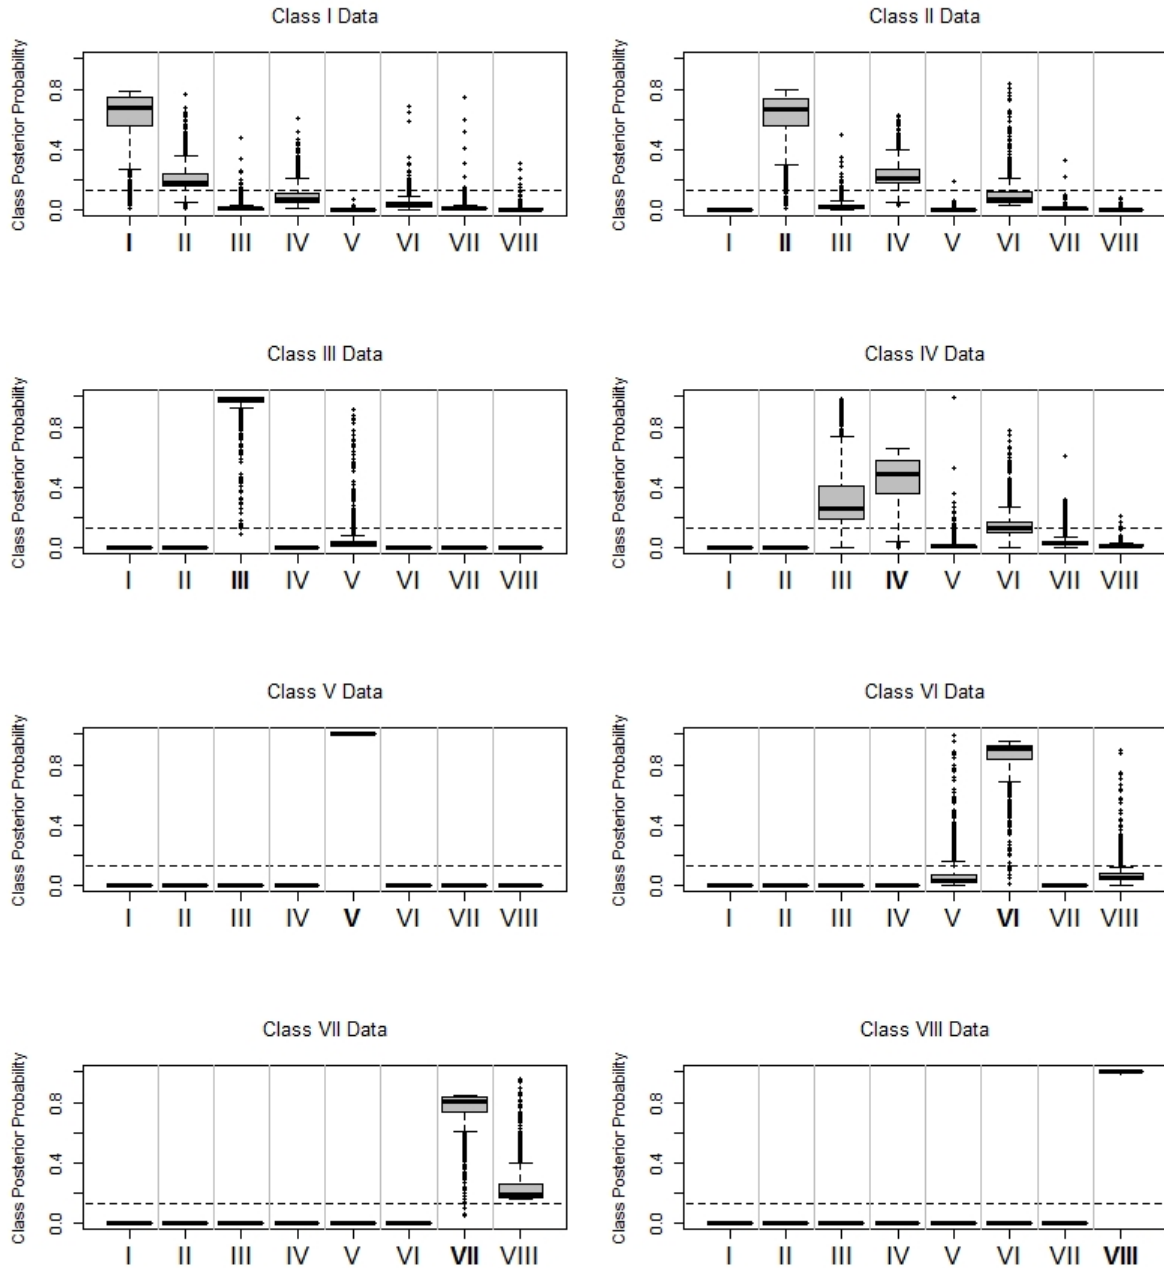 Class I Data
Class Posterior Probability
0.8
0.4
0.0
I II III IV V VI VII VIII
Class II Data
Class Posterior Probability
0.8
0.4
0.0
I II III IV V VI VII VIII
Class III Data
Class Posterior Probability
0.8
0.4
0.0
I II III IV V VI VII VIII
Class IV Data
Class Posterior Probability
0.8
0.4
0.0
I II III IV V VI VII VIII
Class V Data
Class Posterior Probability
0.8
0.4
0.0
I II III IV V VI VII VIII
Class VI Data
Class Posterior Probability
0.8
0.4
0.0
I II III IV V VI VII VIII
Class VII Data
Class Posterior Probability
0.8
0.4
0.0
I II III IV V VI VII VIII
Class VIII Data
Class Posterior Probability
0.8
0.4
0.0
I II III IV V VI VII VIII